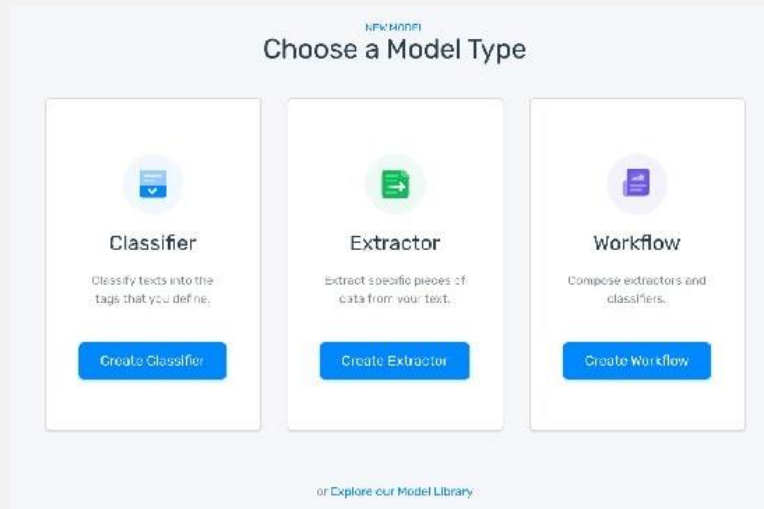 NEW MODEL
Choose a Model Type
Classifier
Classify texts into the
tags that you define.
Create Classifier
Extractor
Extract specific pieces of
data from your text.
Create Extractor
Workflow
Compose extractors and
classifiers.
Create Workflow
or Explore our Model Library